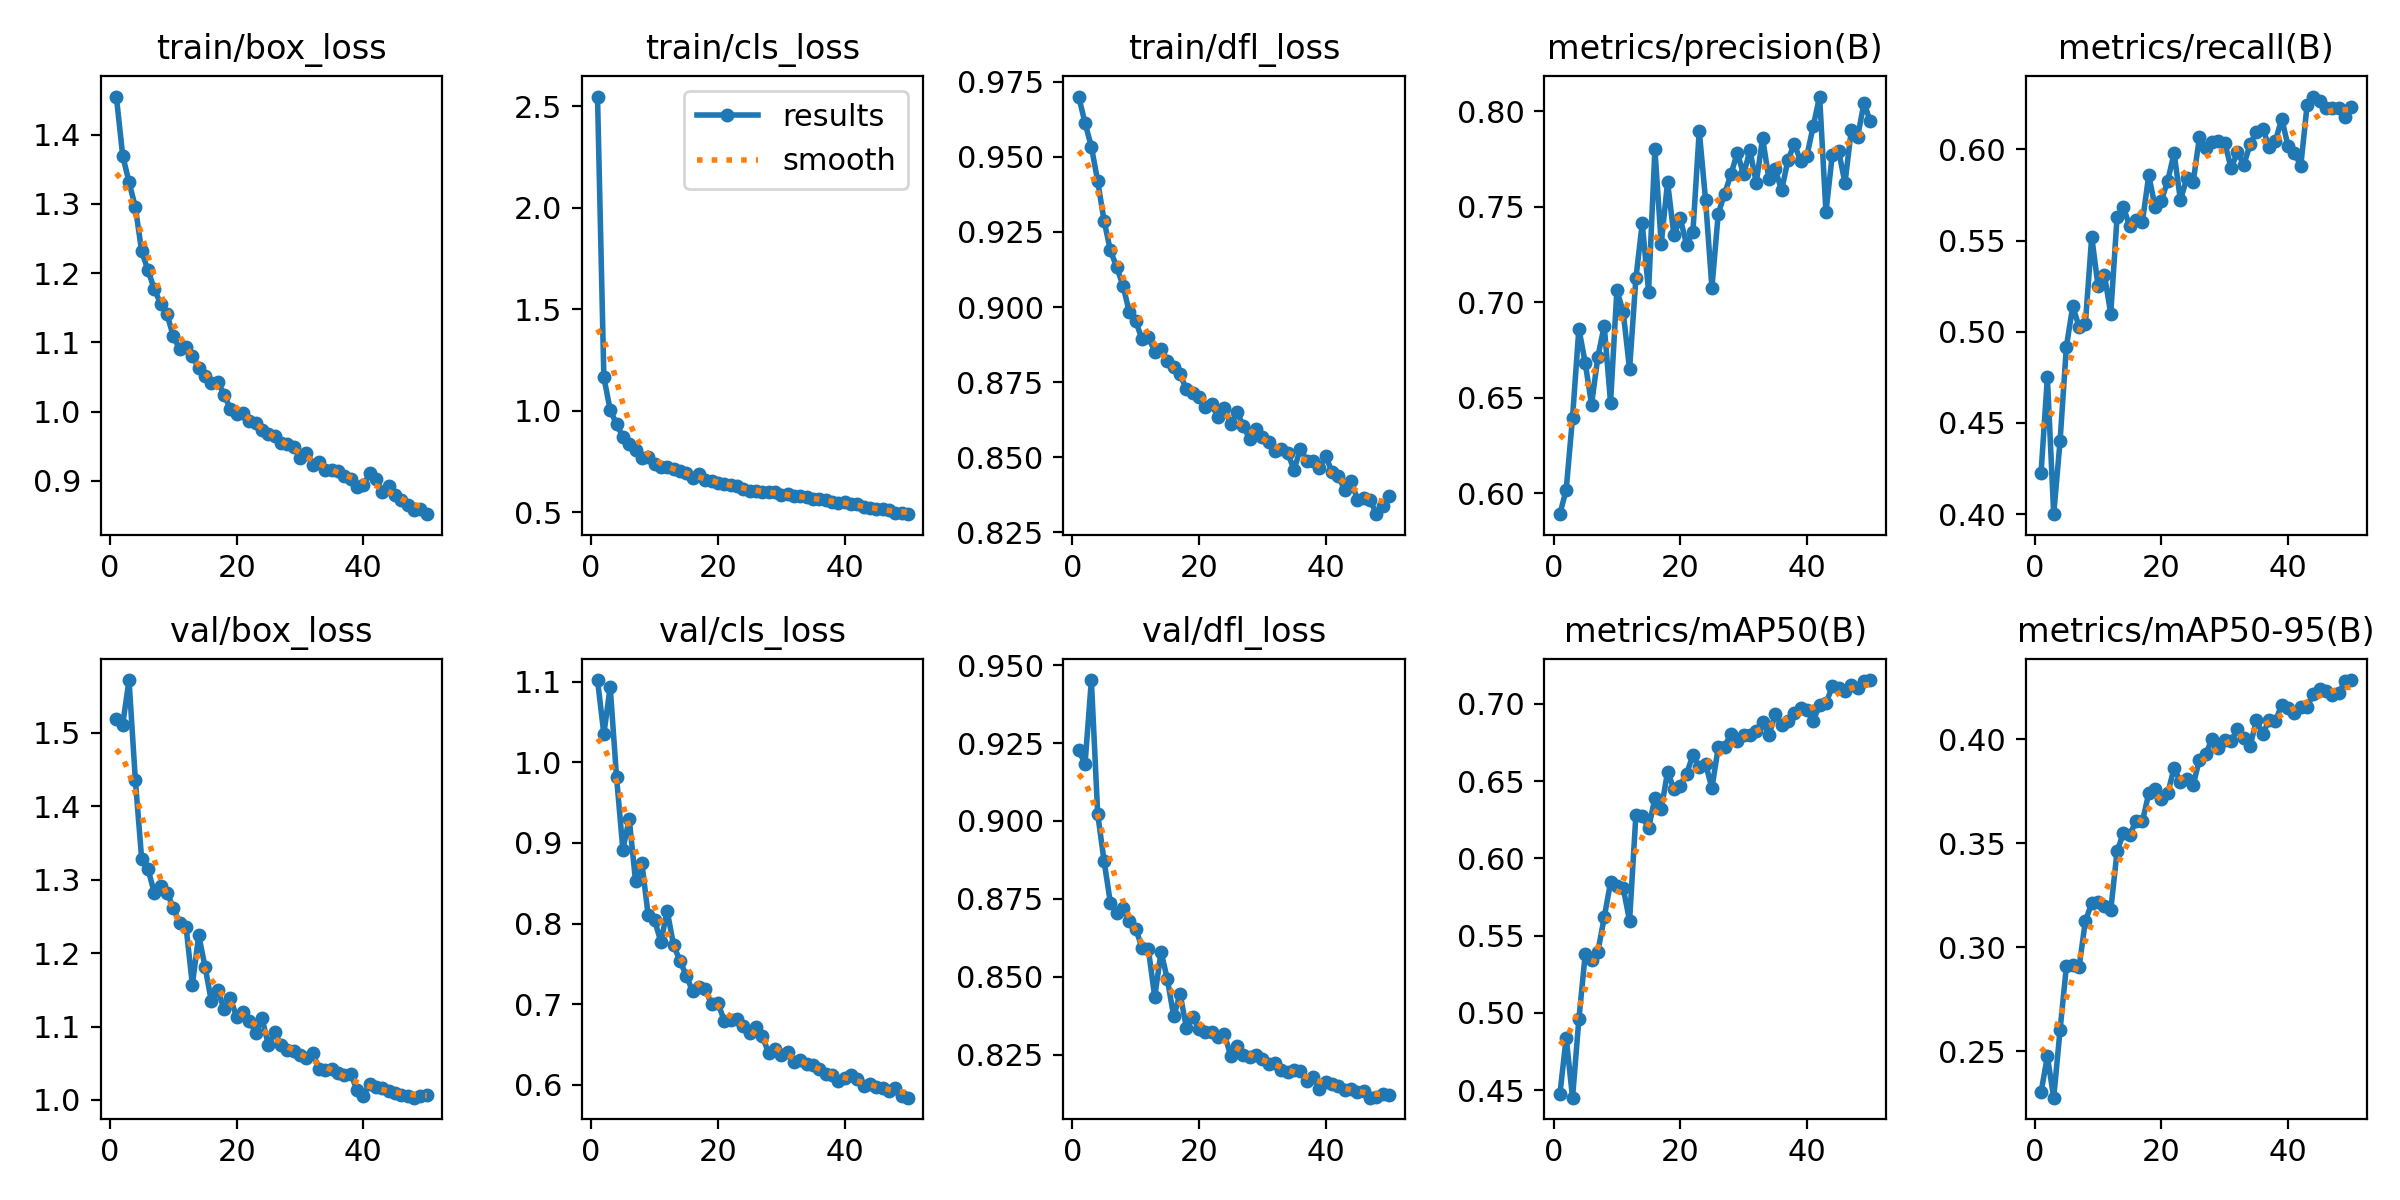 train/box_loss
1.4
1.3
1.2
1.1
1.0
0.9
0 20 40
train/cls_loss
results
smooth
2.5
2.0
1.5
1.0
0.5
0 20 40
train/dfl_loss
0.975
0.950
0.925
0.900
0.875
0.850
0.825
0 20 40
metrics/precision(B)
0.80
0.75
0.70
0.65
0.60
0 20 40
metrics/recall(B)
0.60
0.55
0.50
0.45
0.40
0 20 40
val/box_loss
1.5
1.4
1.3
1.2
1.1
1.0
0 20 40
val/cls_loss
1.1
1.0
0.9
0.8
0.7
0.6
0 20 40
val/dfl_loss
0.950
0.925
0.900
0.875
0.850
0.825
0 20 40
metrics/mAP50(B)
0.70
0.65
0.60
0.55
0.50
0.45
0 20 40
metrics/mAP50-95(B)
0.40
0.35
0.30
0.25
0 20 40